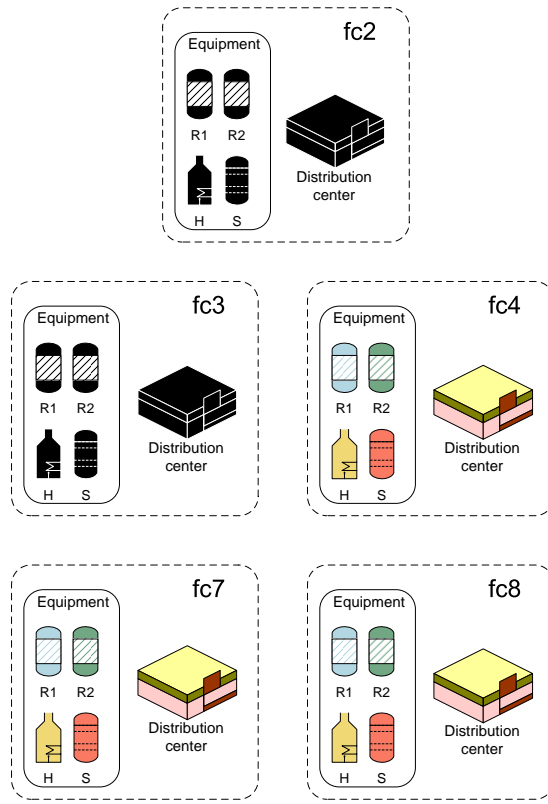 fc2
Equipment
R1 R2
H S
Distribution
center
fc3
Equipment
R1 R2
H S
Distribution
center
fc4
Equipment
R1 R2
H S
Distribution
center
fc7
Equipment
R1 R2
H S
Distribution
center
fc8
Equipment
R1 R2
H S
Distribution
center